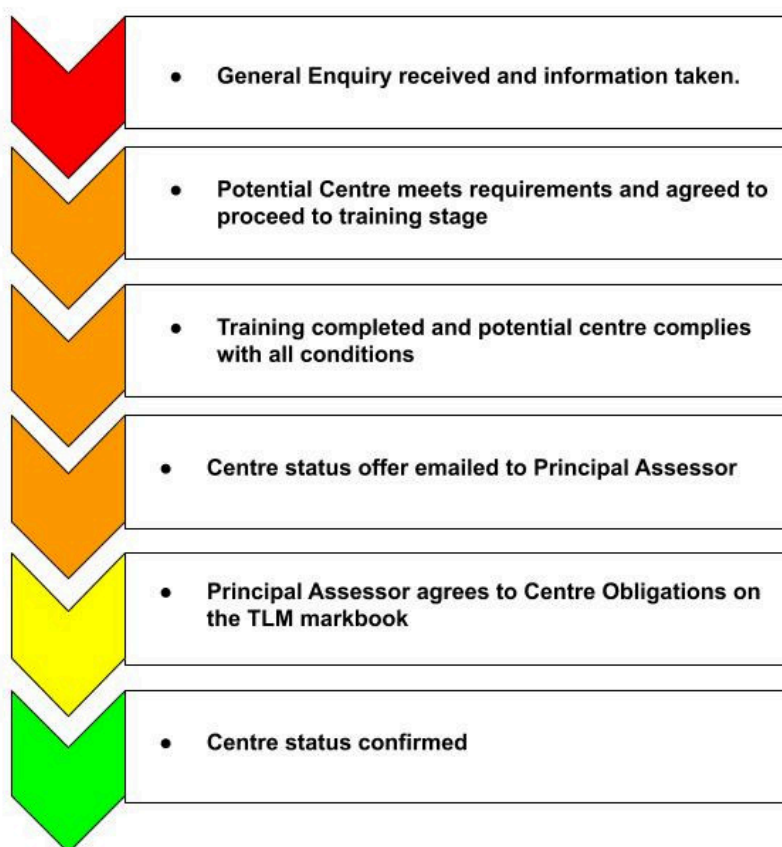 ● General Enquiry received and information taken.
● Potential Centre meets requirements and agreed to
proceed to training stage
● Training completed and potential centre complies
with all conditions
● Centre status offer emailed to Principal Assessor
● Principal Assessor agrees to Centre Obligations on
the TLM markbook
● Centre status confirmed